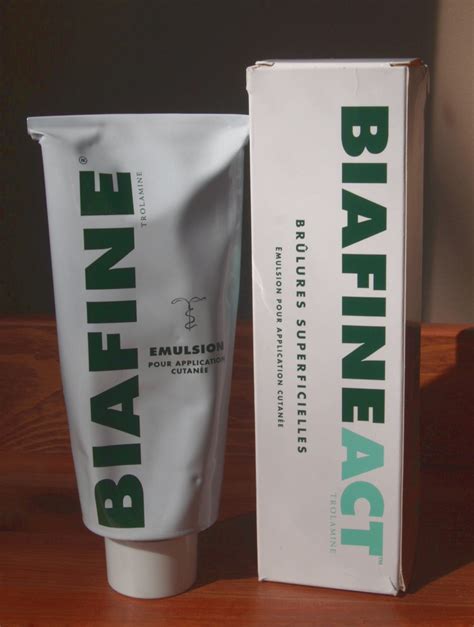 BIAFINE®
TROLAMINE
EMULSION
POUR APPLICATION
CUTANÉE
BIAFINEACT™
TROLAMINE
BRÛLURES SUPERFICIELLES
EMULSION POUR APPLICATION CUTANÉE